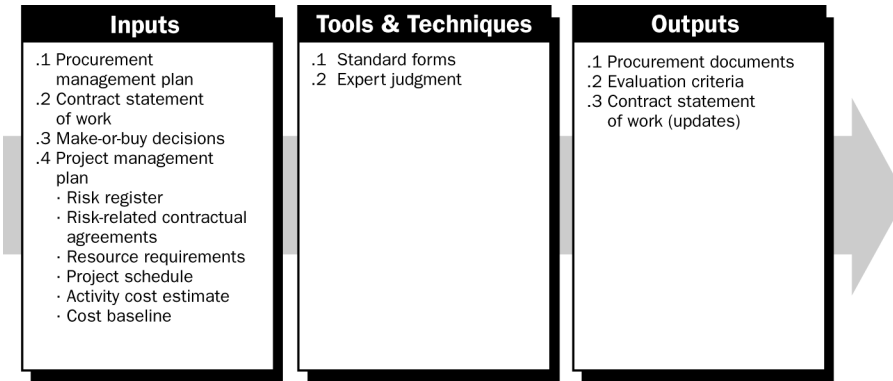 Inputs
.1 Procurement
management plan
.2 Contract statement
of work
.3 Make-or-buy decisions
.4 Project management
plan
· Risk register
· Risk-related contractual
agreements
· Resource requirements
· Project schedule
· Activity cost estimate
· Cost baseline
Tools & Techniques
.1 Standard forms
.2 Expert judgment
Outputs
.1 Procurement documents
.2 Evaluation criteria
.3 Contract statement
of work (updates)